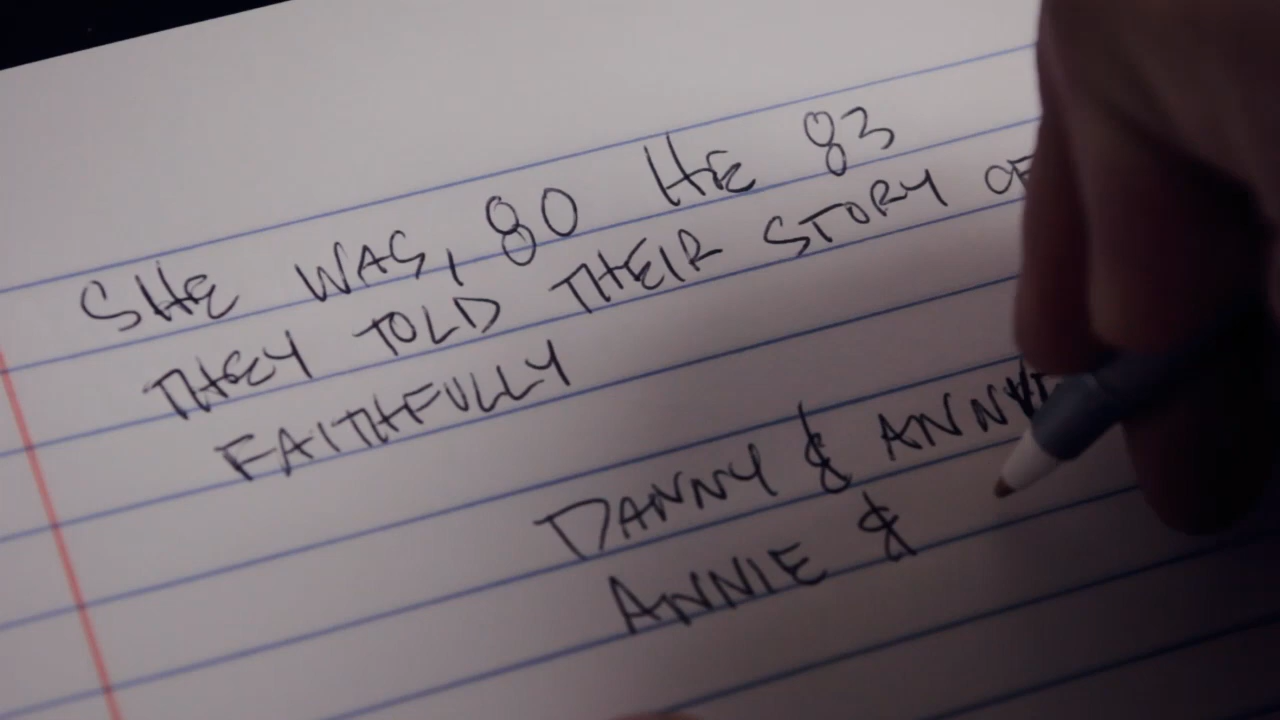 SHE WAS, 80 HE 83
THEY TOLD THEIR STORY OF
FAITHFULLY
DANNY & 
ANNIE &